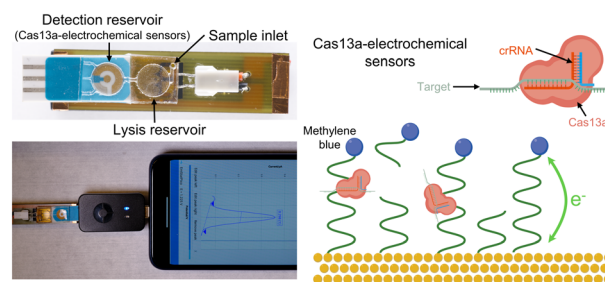 Detection reservoir
(Cas13a-electrochemical sensors)
Sample inlet
Lysis reservoir
Cas13a-electrochemical
sensors
crRNA
Target
Cas13a
Methylene
blue
e-